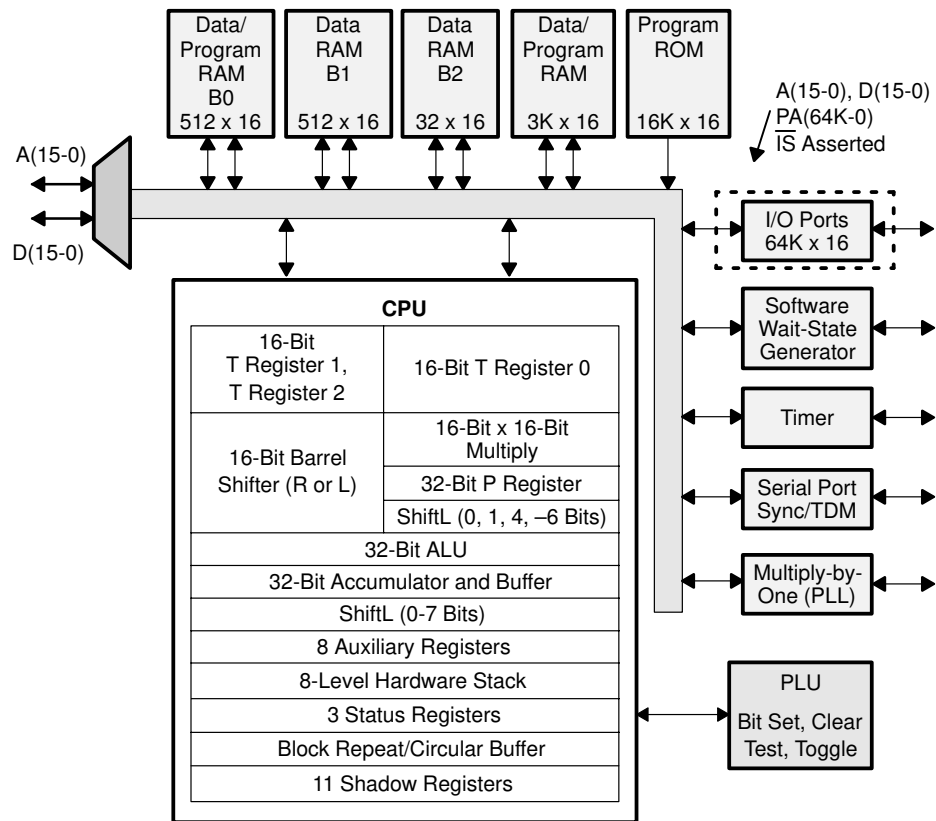 Data/
Program
RAM
B0
512 x 16
Data
RAM
B1
512 x 16
Data
RAM
B2
32 x 16
Data/
Program
RAM
3K x 16
Program
ROM
16K x 16
A(15-0), D(15-0)
PA(64K-0)
IS Asserted
A(15-0)
D(15-0)
I/O Ports
64K x 16
Software
Wait-State
Generator
Timer
Serial Port
Sync/TDM
Multiply-by-
One (PLL)
PLU
Bit Set, Clear
Test, Toggle
CPU
16-Bit
T Register 1,
T Register 2
16-Bit T Register 0
16-Bit Barrel
Shifter (R or L)
16-Bit x 16-Bit
Multiply
32-Bit P Register
ShiftL (0, 1, 4, –6 Bits)
32-Bit ALU
32-Bit Accumulator and Buffer
ShiftL (0-7 Bits)
8 Auxiliary Registers
8-Level Hardware Stack
3 Status Registers
Block Repeat/Circular Buffer
11 Shadow Registers